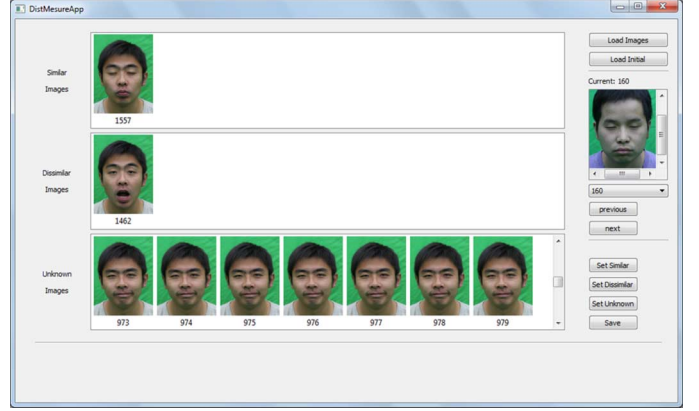 DistMesureApp
Similar
Images
1557
Dissimilar
Images
1462
Unknown
Images
973 974 975 976 977 978 979
Load Images
Load Initial
Current: 160
160
previous
next
Set Similar
Set Dissimilar
Set Unknown
Save